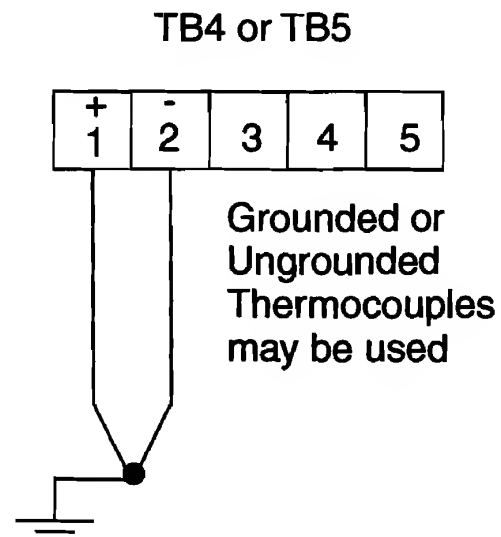 TB4 or TB5
+ -
1 2 3 4 5
Grounded or
Ungrounded
Thermocouples
may be used